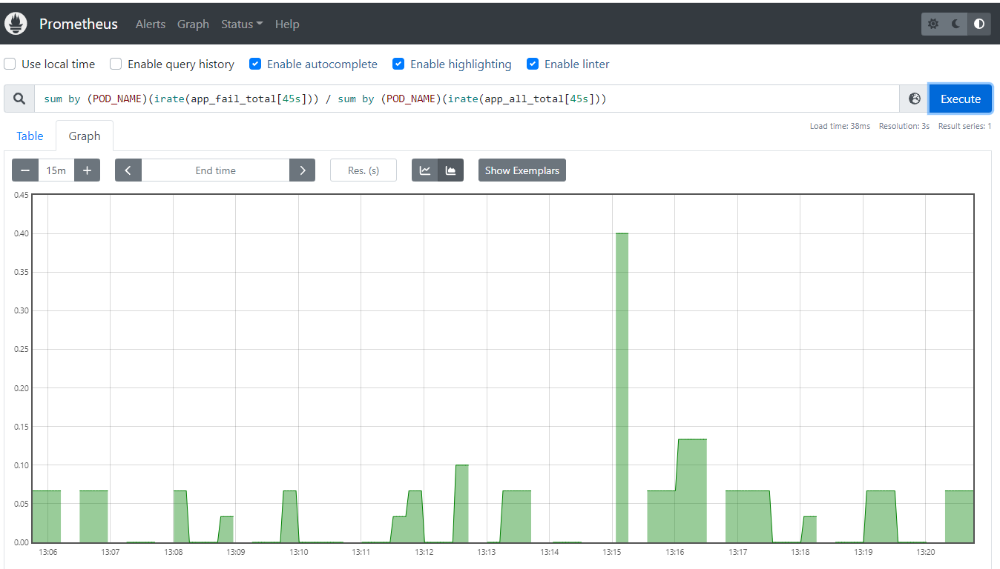 Prometheus Alerts Graph Status Help
Use local time Enable query history Enable autocomplete Enable highlighting Enable linter
sum by (POD_NAME)(irate(app_fail_total[45s])) / sum by (POD_NAME)(irate(app_all_total[45s])) Execute
Load time: 38ms Resolution: 3s Result series: 1
Table Graph
15m End time Res. (s) Show Exemplars
0.45
0.40
0.35
0.30
0.25
0.20
0.15
0.10
0.05
0.00
13:06 13:07 13:08 13:09 13:10 13:11 13:12 13:13 13:14 13:15 13:16 13:17 13:18 13:19 13:20